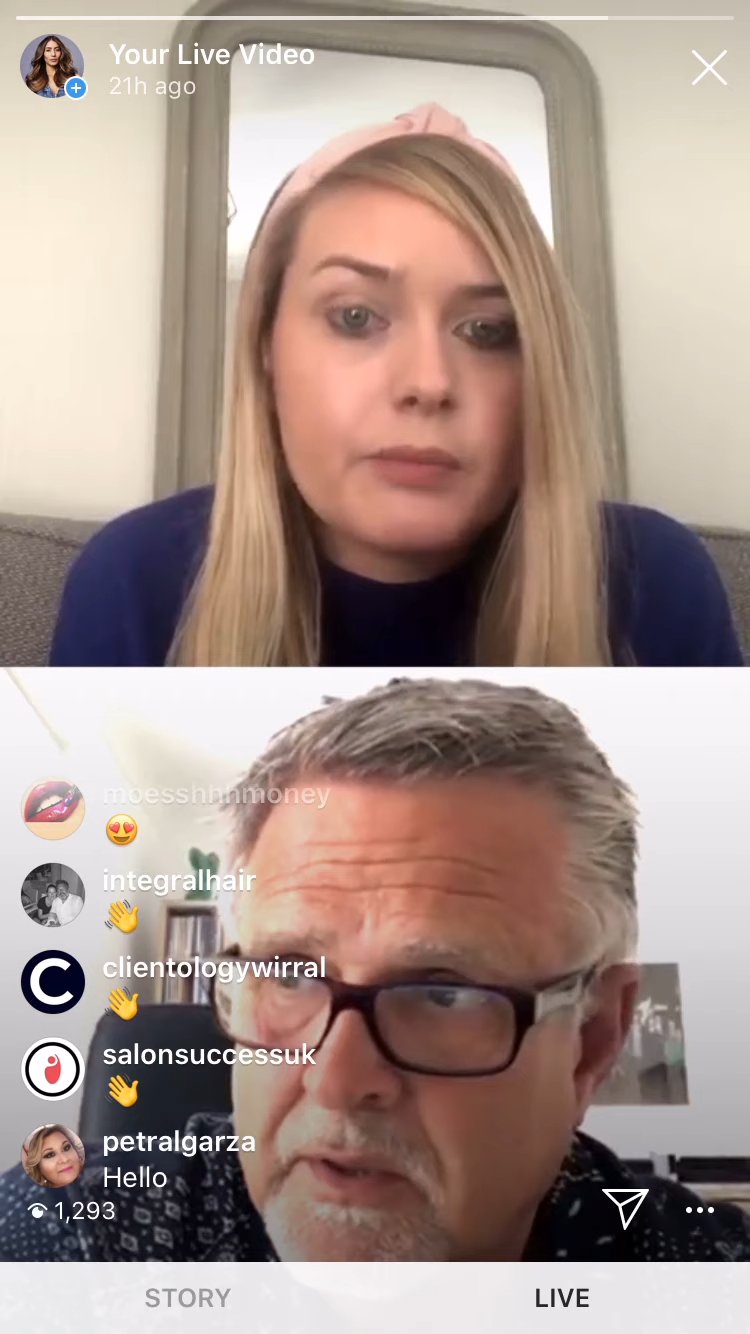 Your Live Video
21h ago
moesshhhmoney
😍
integralhair
👋
clientologywirral
👋
salonsuccessuk
👋
petralgarza
Hello
1,293
STORY
LIVE